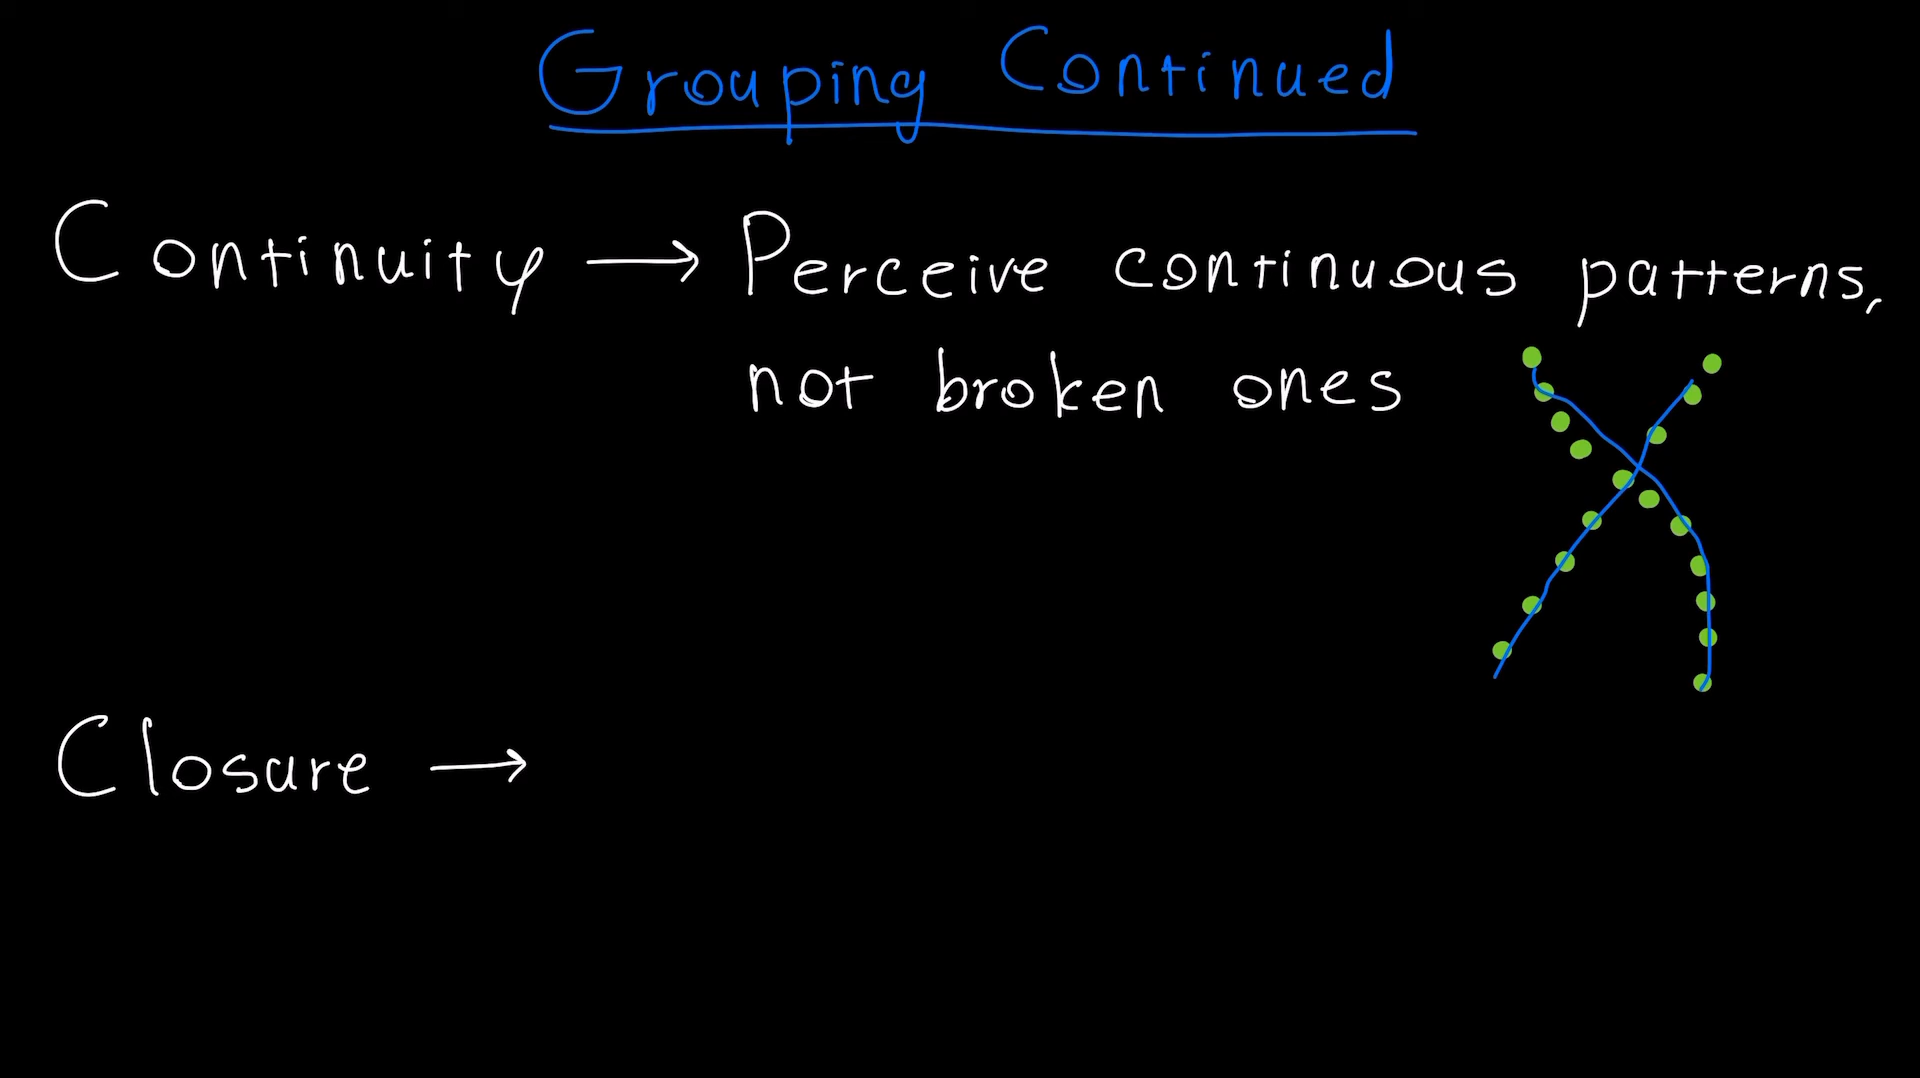 Grouping Continued
Continuity → Perceive continuous patterns,
not broken ones
Closure →